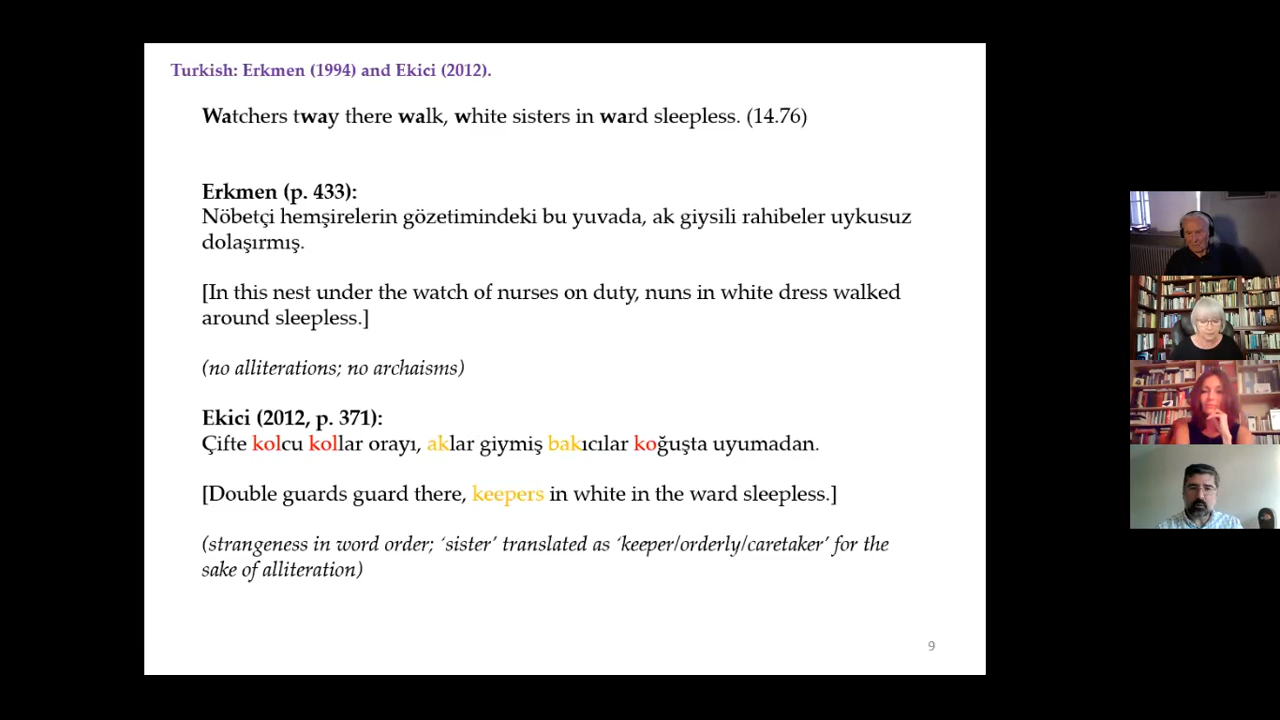 Turkish: Erkmen (1994) and Ekici (2012).
Watchers tway there walk, white sisters in ward sleepless. (14.76)
Erkmen (p. 433):
Nöbetçi hemşirelerin gözetimindeki bu yuvada, ak giysili rahibeler uykusuz
dolaşırmış.
[In this nest under the watch of nurses on duty, nuns in white dress walked
around sleepless.]
(no alliterations; no archaisms)
Ekici (2012, p. 371):
Çifte kolcu kollar orayı, aklar giymiş bakıcılar koğuşta uyumadan.
[Double guards guard there, keepers in white in the ward sleepless.]
(strangeness in word order; ‘sister’ translated as ‘keeper/orderly/caretaker’ for the
sake of alliteration)
9